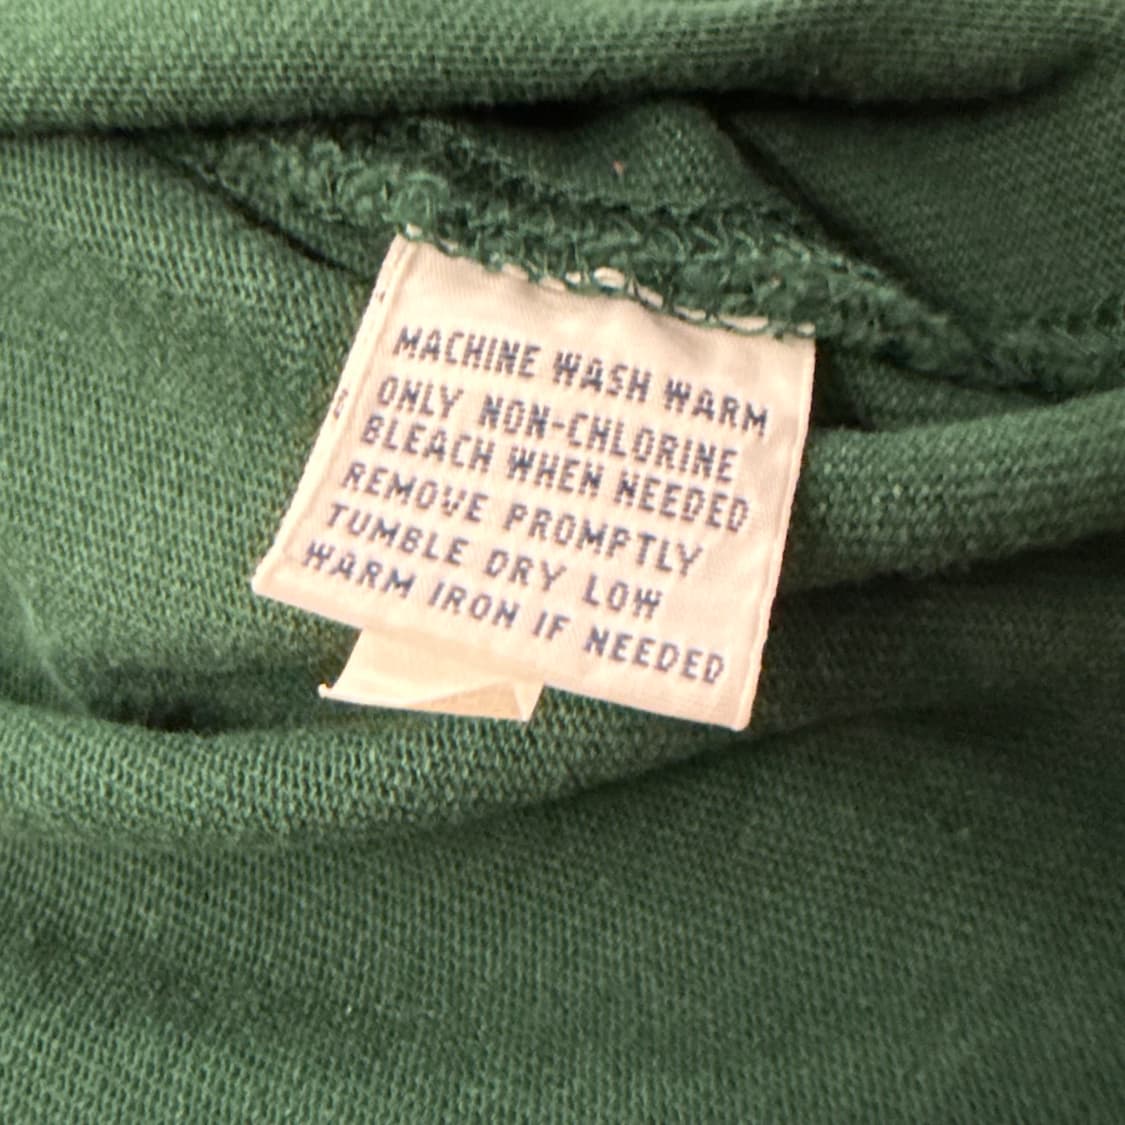 MACHINE WASH WARM
ONLY NON-CHLORINE
BLEACH WHEN NEEDED
REMOVE PROMPTLY
TUMBLE DRY LOW
WARM IRON IF NEEDED